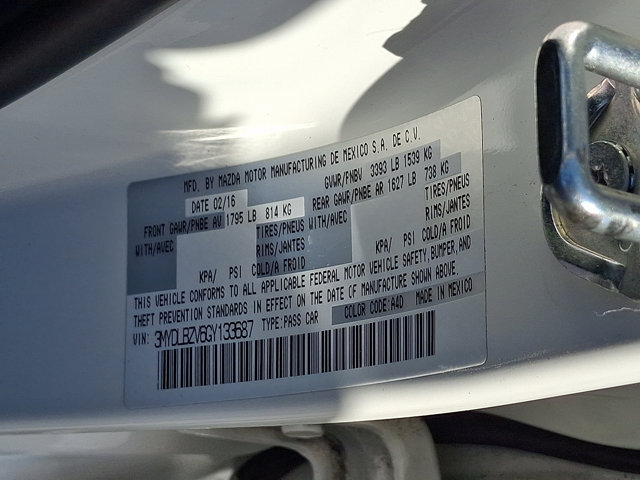 MFD. BY MAZDA MOTOR MANUFACTURING DE MEXICO S.A. DE C.V.
DATE 02/16 GVWR/PNBV 3393 LB 1539 KG
FRONT GAWR/PNBE AV 1795 LB 814 KG REAR GAWR/PNBE AR 1627 LB 738 KG
WITH/AVEC TIRES/PNEUS WITH/AVEC TIRES/PNEUS
RIMS/JANTES RIMS/JANTES
KPA/ PSI COLD/A FROID KPA/ PSI COLD/A FROID
THIS VEHICLE CONFORMS TO ALL APPLICABLE FEDERAL MOTOR VEHICLE SAFETY, BUMPER, AND
THEFT PREVENTION STANDARDS IN EFFECT ON THE DATE OF MANUFACTURE SHOWN ABOVE.
VIN: 3MYDLBZV6GY133687 TYPE:PASS CAR COLOR CODE:A4D MADE IN MEXICO